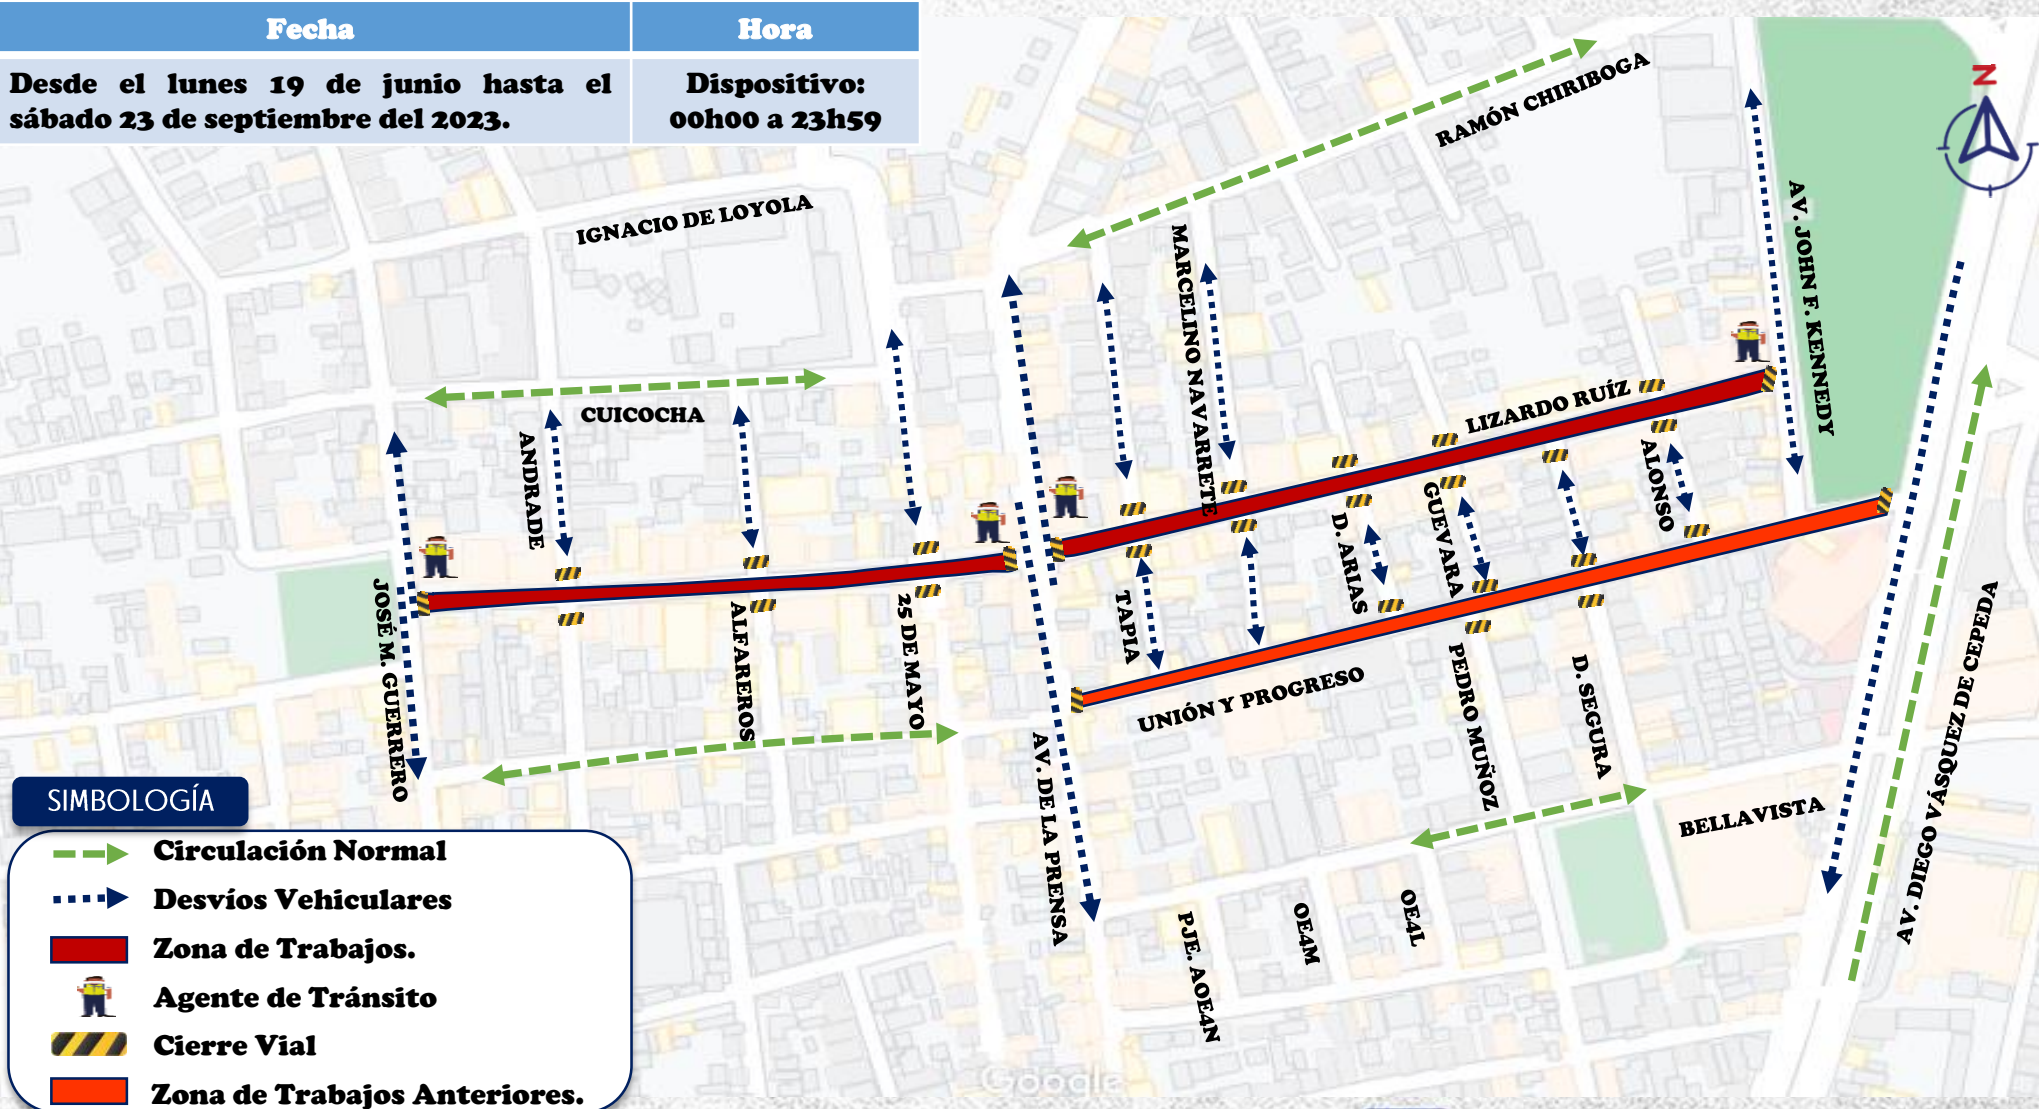 Fecha
Hora
Desde el lunes 19 de junio hasta el
sábado 23 de septiembre del 2023.
Dispositivo:
00h00 a 23h59
N
RAMÓN CHIRIBOGA
IGNACIO DE LOYOLA
AV. JOHN F. KENNEDY
MARCELINO NAVARRETE
CUICOCHA
ANDRADE
LIZARDO RUÍZ
ALONSO
GUEVARA
D. ARIAS
TAPIA
JOSÉ M. GUERRERO
ALFAREROS
25 DE MAYO
UNIÓN Y PROGRESO
PEDRO MUÑOZ
D. SEGURA
AV. DIEGO VÁSQUEZ DE CEPEDA
AV. DE LA PRENSA
BELLAVISTA
PJE. AOE4N
OE4M
OE4L
SIMBOLOGÍA
Circulación Normal
Desvíos Vehiculares
Zona de Trabajos.
Agente de Tránsito
Cierre Vial
Zona de Trabajos Anteriores.
Google